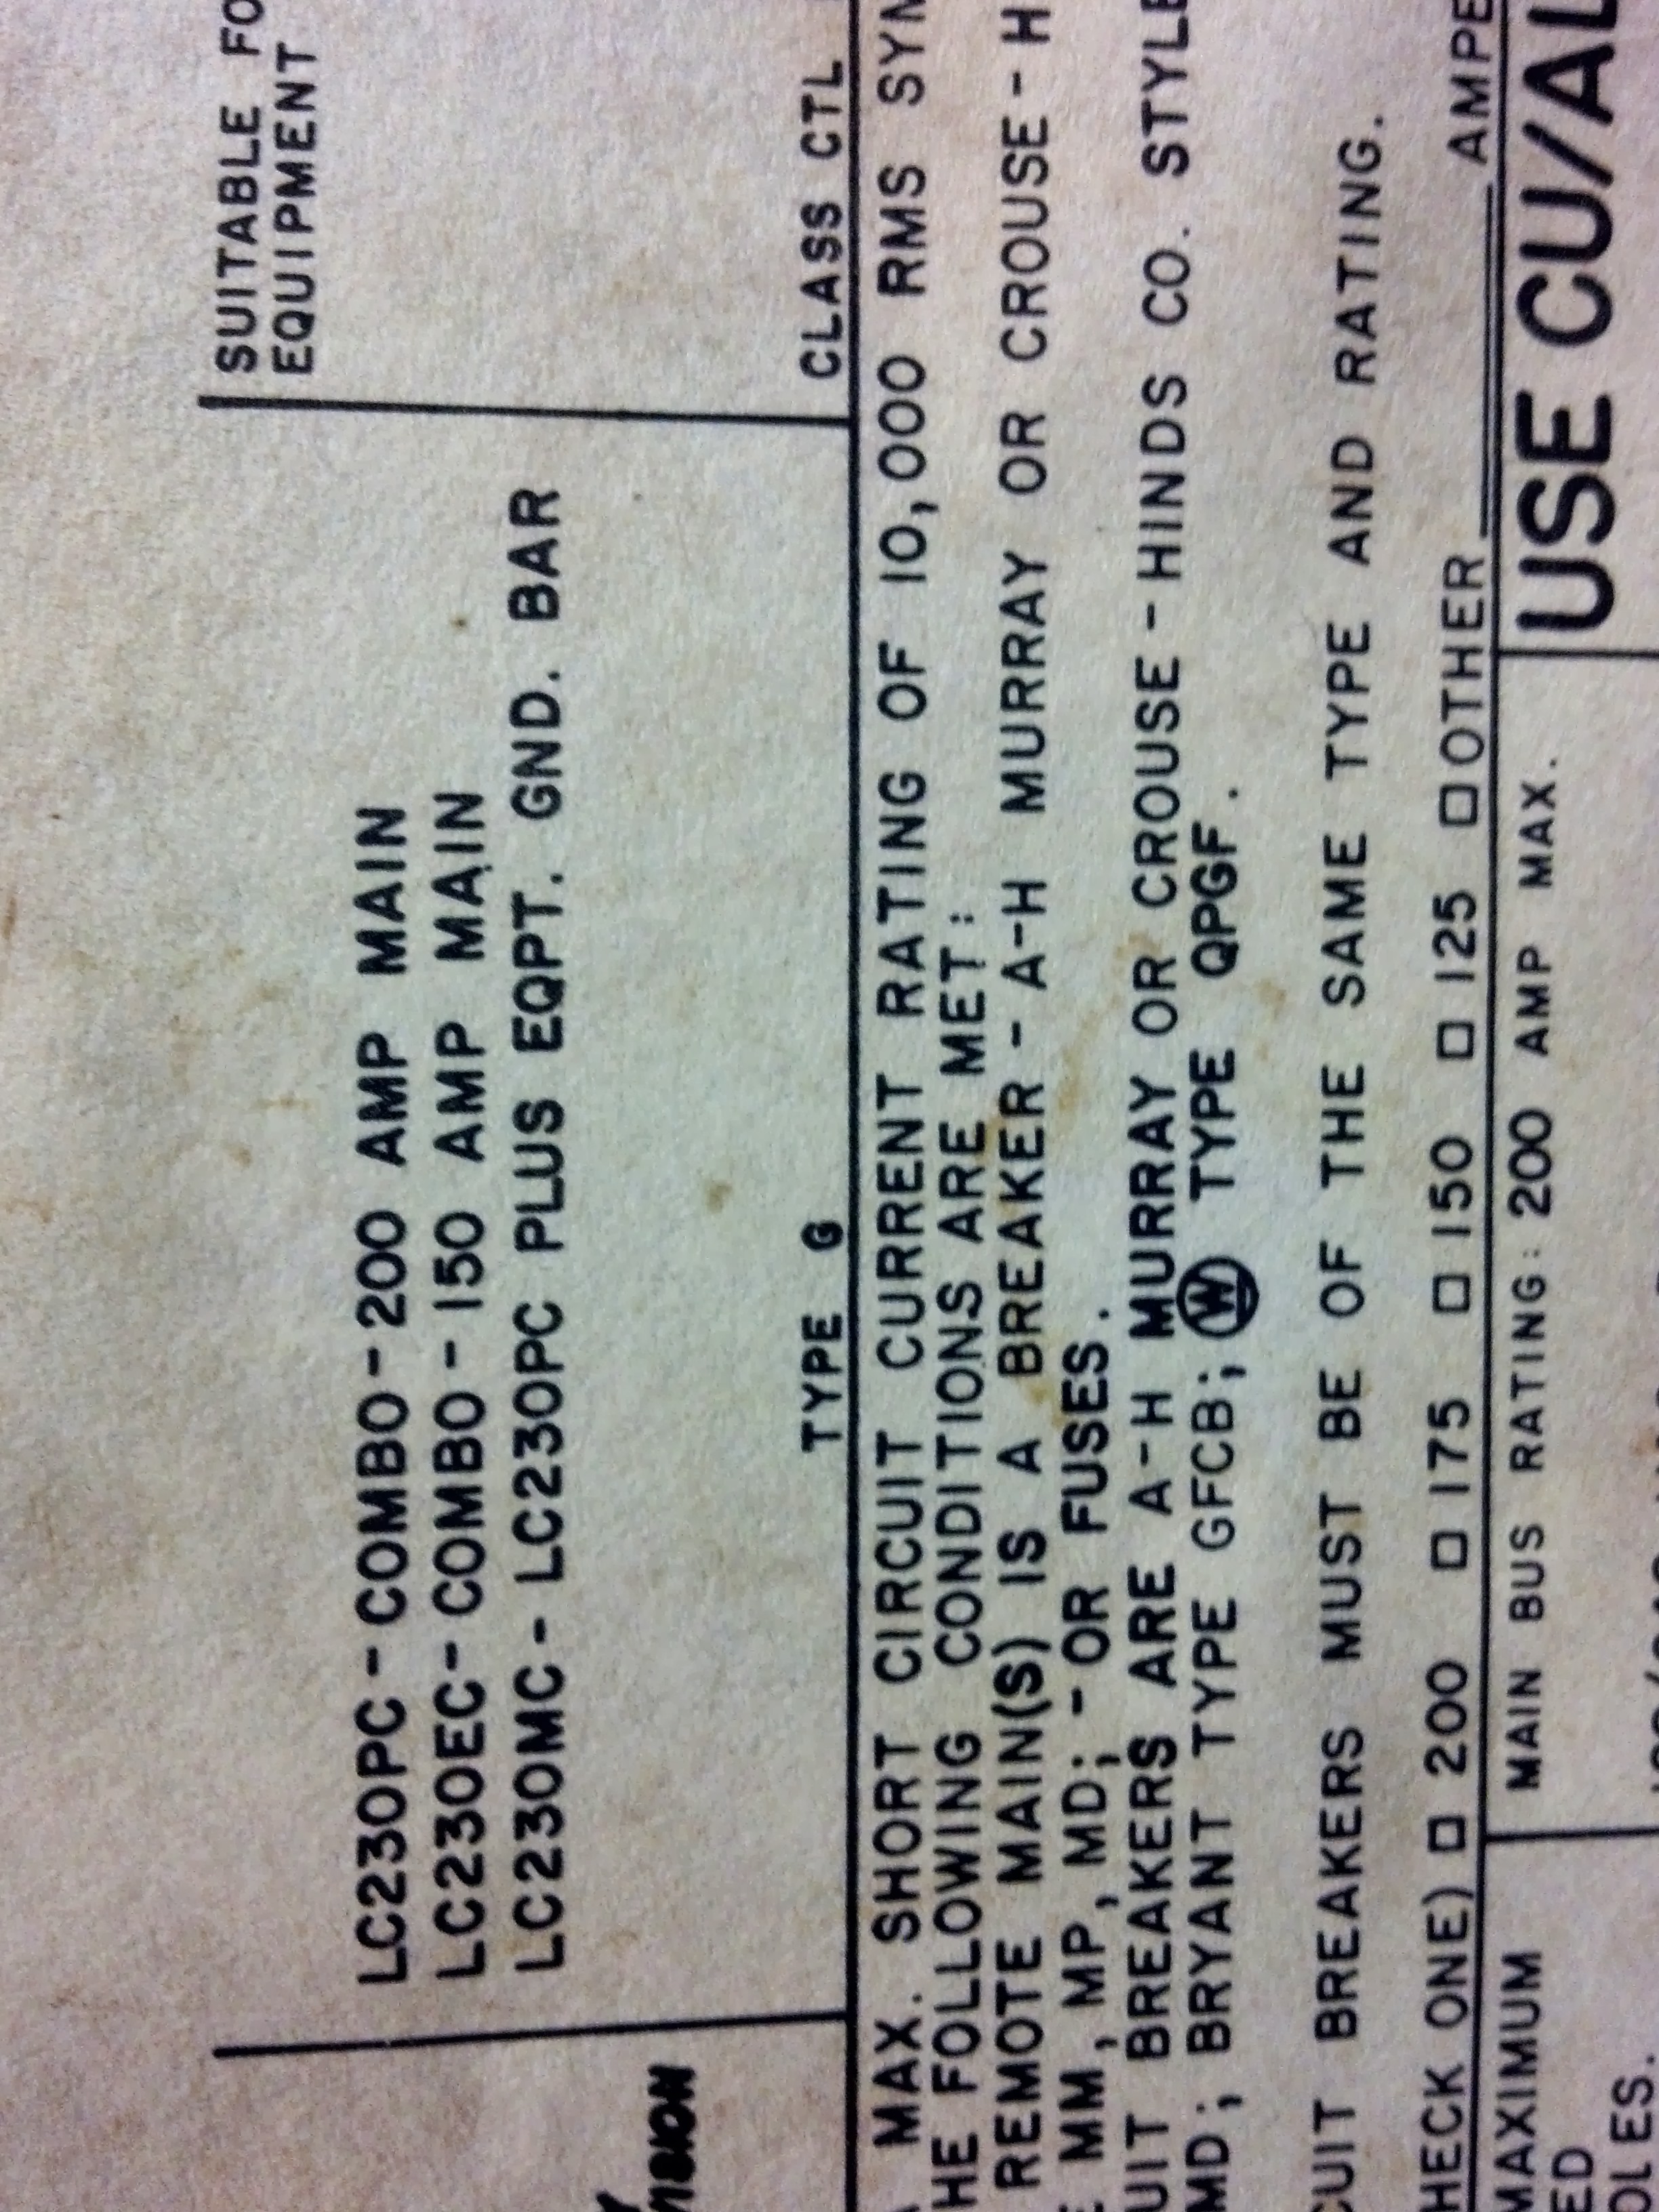 SUITABLE FO
EQUIPMENT
LC230PC-COMBO-200 AMP MAIN
LC230EC-COMBO-150 AMP MAIN
LC230MC-LC230PC PLUS EQPT. GND. BAR
TYPE G
CLASS CTL
MAX. SHORT CIRCUIT CURRENT RATING OF 10,000 RMS SYM
HE FOLLOWING CONDITIONS ARE MET:
REMOTE MAIN(S) IS A BREAKER - A-H MURRAY OR CROUSE-H
E MM, MP, MD; - OR FUSES.
UIT BREAKERS ARE A-H MURRAY OR CROUSE-HINDS CO. STYLE
MD; BRYANT TYPE GFCB; W TYPE QPGF.
CUIT BREAKERS MUST BE OF THE SAME TYPE AND RATING.
HECK ONE) □ 200 □ 175 □ 150 □ 125 □ OTHER____ AMPE
MAXIMUM
ED
OLES.
MAIN BUS RATING: 200 AMP MAX.
USE CU/AL